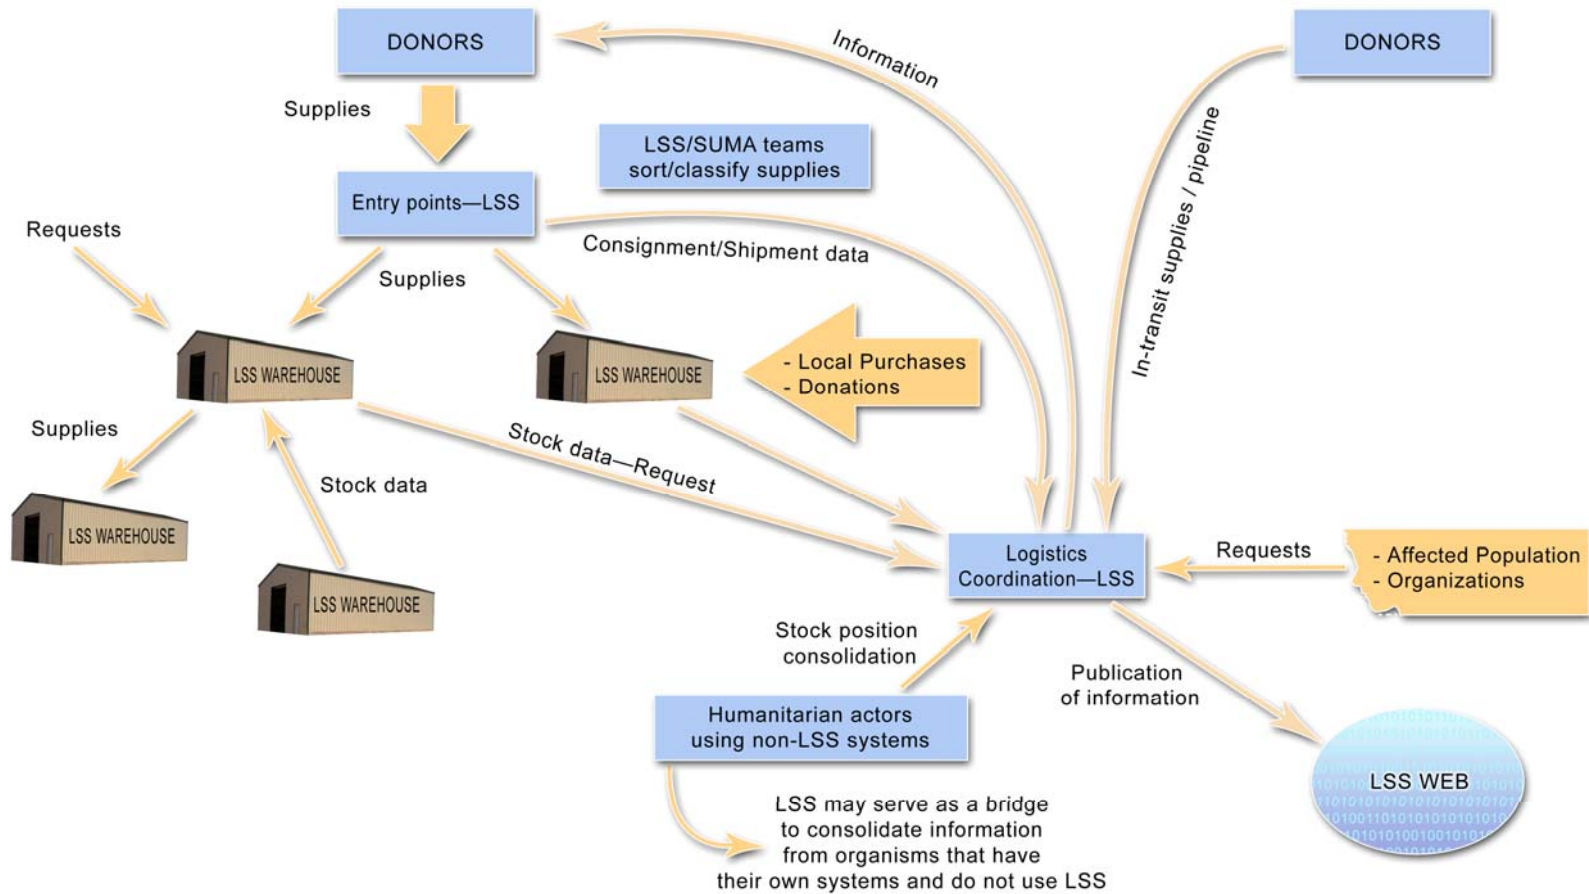 DONORS
Information
DONORS
Supplies
LSS/SUMA teams
sort/classify supplies
Entry points—LSS
In-transit supplies / pipeline
Requests
Consignment/Shipment data
Supplies
LSS WAREHOUSE
LSS WAREHOUSE
- Local Purchases
- Donations
Supplies
Stock data—Request
Stock data
LSS WAREHOUSE
LSS WAREHOUSE
Logistics
Coordination—LSS
Requests
- Affected Population
- Organizations
Stock position
consolidation
Publication
of information
Humanitarian actors
using non-LSS systems
LSS WEB
LSS may serve as a bridge
to consolidate information
from organisms that have
their own systems and do not use LSS